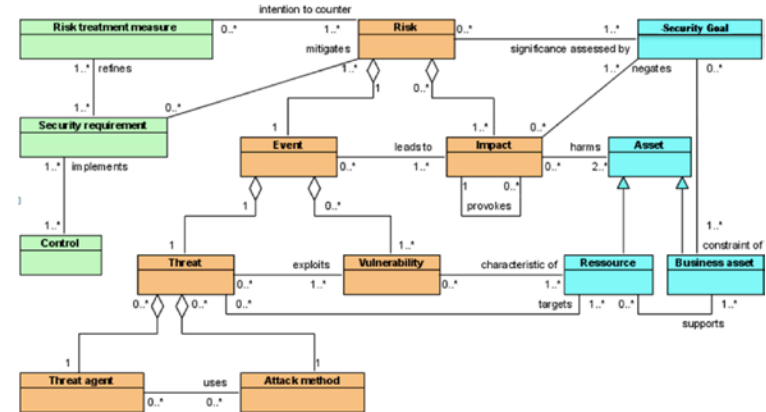 intention to counter
Risk treatment measure
0..*
1..*
Risk
0..*
1..*
Security Goal
mitigates
significance assessed by
1..*
refines
1..*
1..*
negates
0..*
1
0..*
1..*
0..*
Security requirement
1
1..*
0..*
Event
leads to
Impact
harms
Asset
1..*
implements
0..*
1..*
0..*
2..*
1
0..*
1
0..*
provokes
1..*
1
1..*
1..*
Control
constraint of
Threat
exploits
Vulnerability
characteristic of
Ressource
Business asset
0..*
1..*
0..*
1..*
0..*
0..*
0..*
targets
1..*
0..*
1..*
supports
1
1
Threat agent
uses
Attack method
0..*
0..*